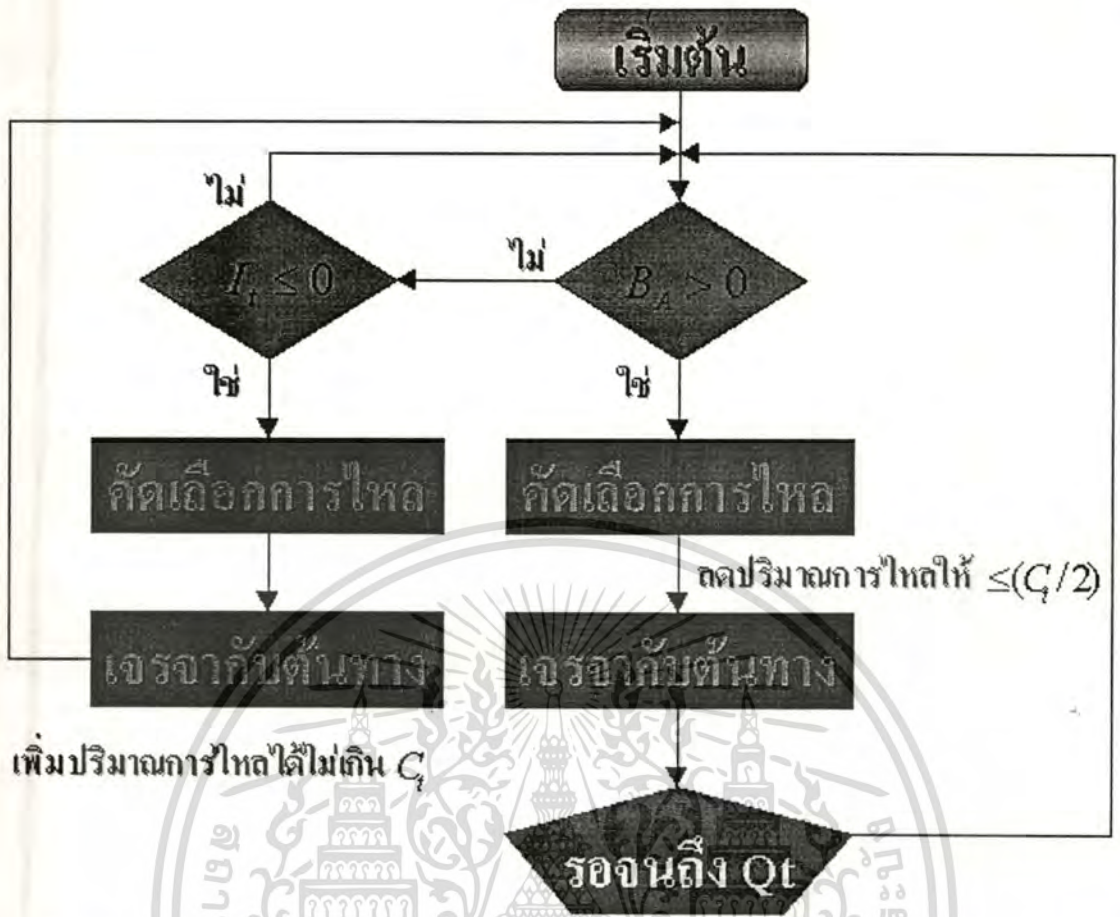 เริ่มต้น
ไม่
ไม่
I_t ≤ 0
B_A > 0
ใช่
ใช่
คัดเลือกการไหล
คัดเลือกการไหล
ลดปริมาณการไหลให้ ≤(C_t/2)
เจรจากับต้นทาง
เจรจากับต้นทาง
เพิ่มปริมาณการไหลได้ไม่เกิน C_t
รอจนถึง Qt